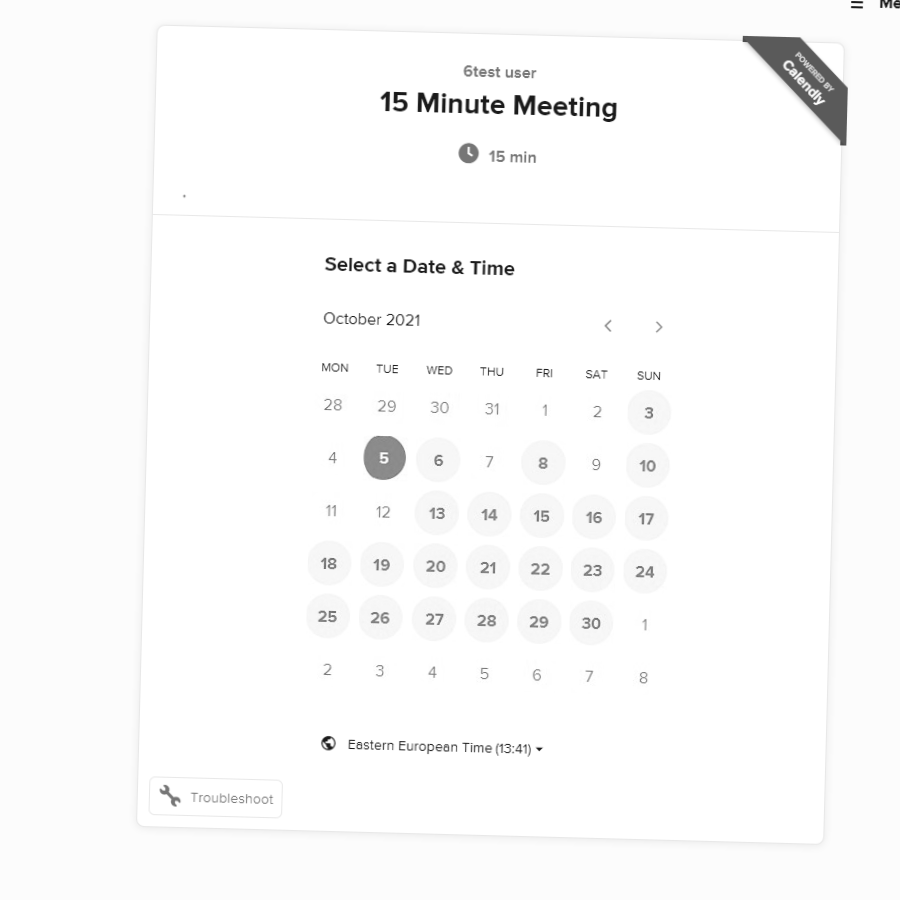 Me
POWERED BY
Calendly
6test user
15 Minute Meeting
15 min
.
Select a Date & Time
October 2021
MON TUE WED THU FRI SAT SUN
28 29 30 31 1 2 3
4 5 6 7 8 9 10
11 12 13 14 15 16 17
18 19 20 21 22 23 24
25 26 27 28 29 30 1
2 3 4 5 6 7 8
Eastern European Time (13:41)
Troubleshoot